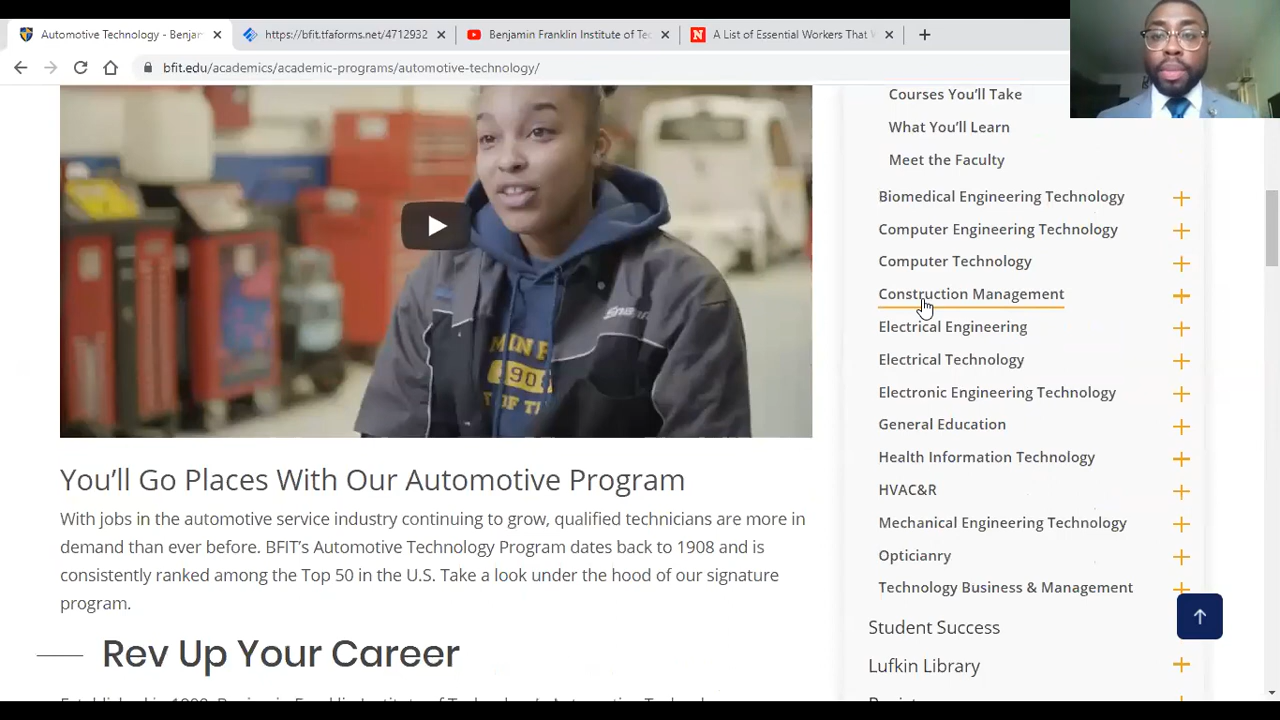 Automotive Technology - Benja
https://bfit.tfaforms.net/4712932
Benjamin Franklin Institute of Te
A List of Essential Workers That W
bfit.edu/academics/academic-programs/automotive-technology/
Courses You'll Take
What You'll Learn
Meet the Faculty
Biomedical Engineering Technology
Computer Engineering Technology
Computer Technology
Construction Management
Electrical Engineering
Electrical Technology
Electronic Engineering Technology
General Education
Health Information Technology
HVAC&R
Mechanical Engineering Technology
Opticianry
Technology Business & Management
Student Success
Lufkin Library
You'll Go Places With Our Automotive Program
With jobs in the automotive service industry continuing to grow, qualified technicians are more in
demand than ever before. BFIT's Automotive Technology Program dates back to 1908 and is
consistently ranked among the Top 50 in the U.S. Take a look under the hood of our signature
program.
Rev Up Your Career